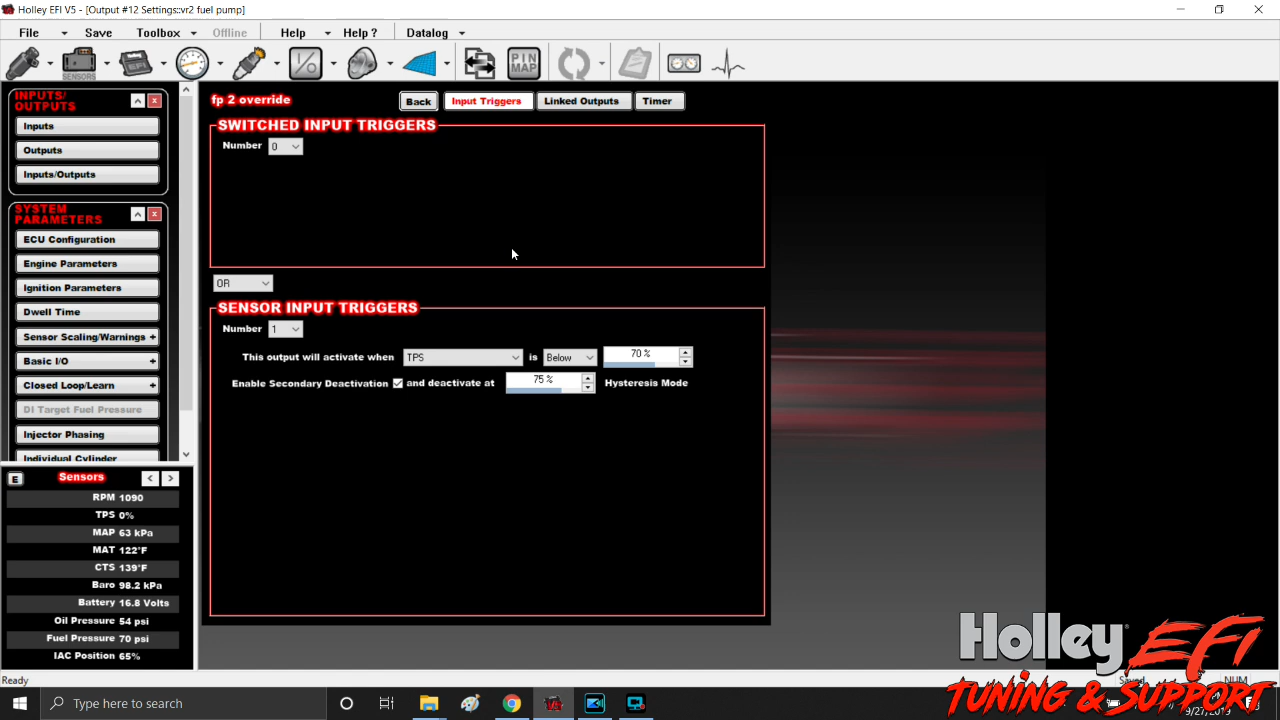 Holley EFI V5 - [Output #12 Settings::vr2 fuel pump]
File Save Toolbox Offline Help Help ? Datalog
SENSORS EFI I/O PIN MAP
INPUTS/
OUTPUTS
Inputs
Outputs
Inputs/Outputs
SYSTEM
PARAMETERS
ECU Configuration
Engine Parameters
Ignition Parameters
Dwell Time
Sensor Scaling/Warnings +
Basic I/O +
Closed Loop/Learn +
DI Target Fuel Pressure
Injector Phasing
Individual Cylinder
E Sensors < >
RPM 1090
TPS 0%
MAP 63 kPa
MAT 122°F
CTS 139°F
Baro 98.2 kPa
Battery 16.8 Volts
Oil Pressure 54 psi
Fuel Pressure 70 psi
IAC Position 65%
fp 2 override Back Input Triggers Linked Outputs Timer
SWITCHED INPUT TRIGGERS
Number 0
OR
SENSOR INPUT TRIGGERS
Number 1
This output will activate when TPS is Below 70 %
Enable Secondary Deactivation and deactivate at 75 % Hysteresis Mode
Ready
Holley EFI
TUNING & SUPPORT
Type here to search
9/27/2019